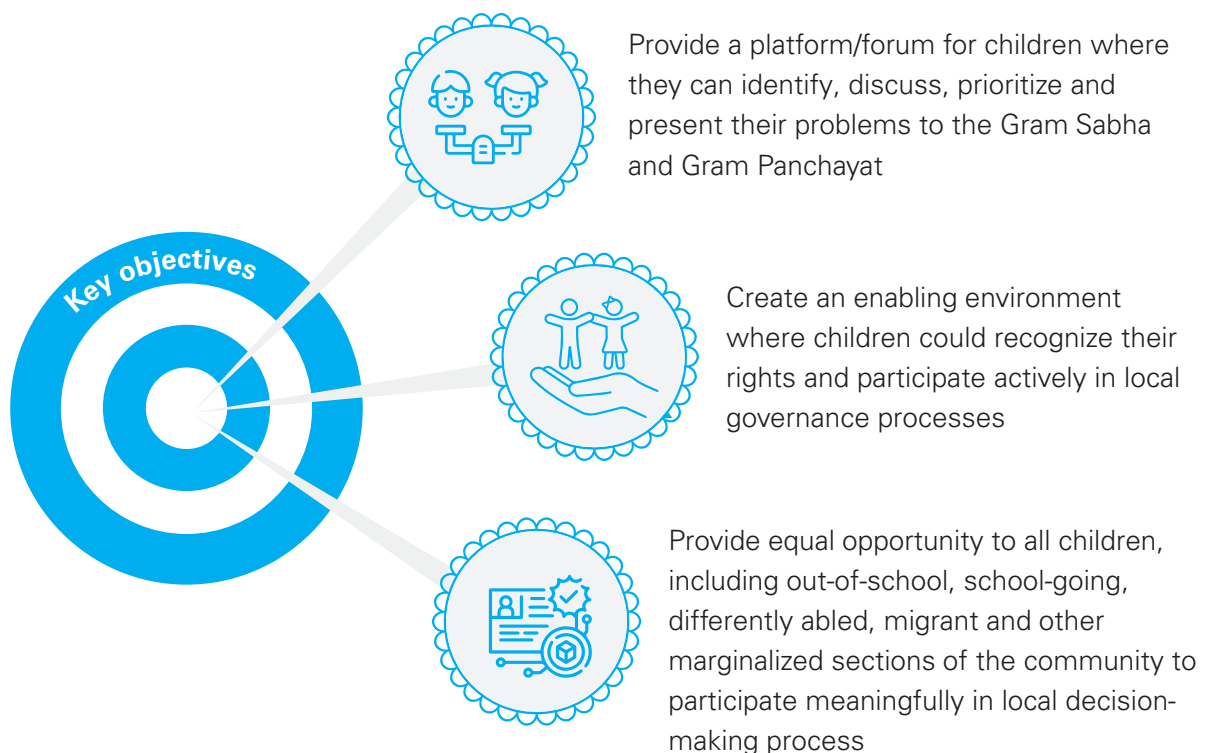 Key objectives
Provide a platform/forum for children where
they can identify, discuss, prioritize and
present their problems to the Gram Sabha
and Gram Panchayat
Create an enabling environment
where children could recognize their
rights and participate actively in local
governance processes
Provide equal opportunity to all children,
including out-of-school, school-going,
differently abled, migrant and other
marginalized sections of the community to
participate meaningfully in local decision-
making process